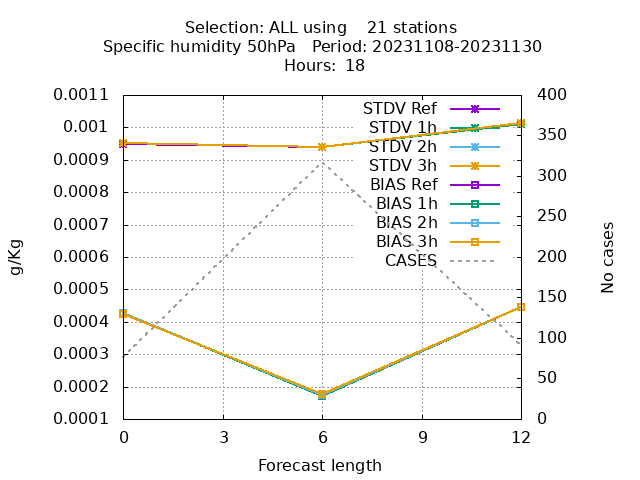 Selection: ALL using    21 stations
Specific humidity 50hPa   Period: 20231108-20231130
Hours: 18
0.0011
0.001
0.0009
0.0008
0.0007
0.0006
0.0005
0.0004
0.0003
0.0002
0.0001
g/Kg
STDV Ref
STDV 1h
STDV 2h
STDV 3h
BIAS Ref
BIAS 1h
BIAS 2h
BIAS 3h
CASES
400
350
300
250
200
150
100
50
0
No cases
0 3 6 9 12
Forecast length